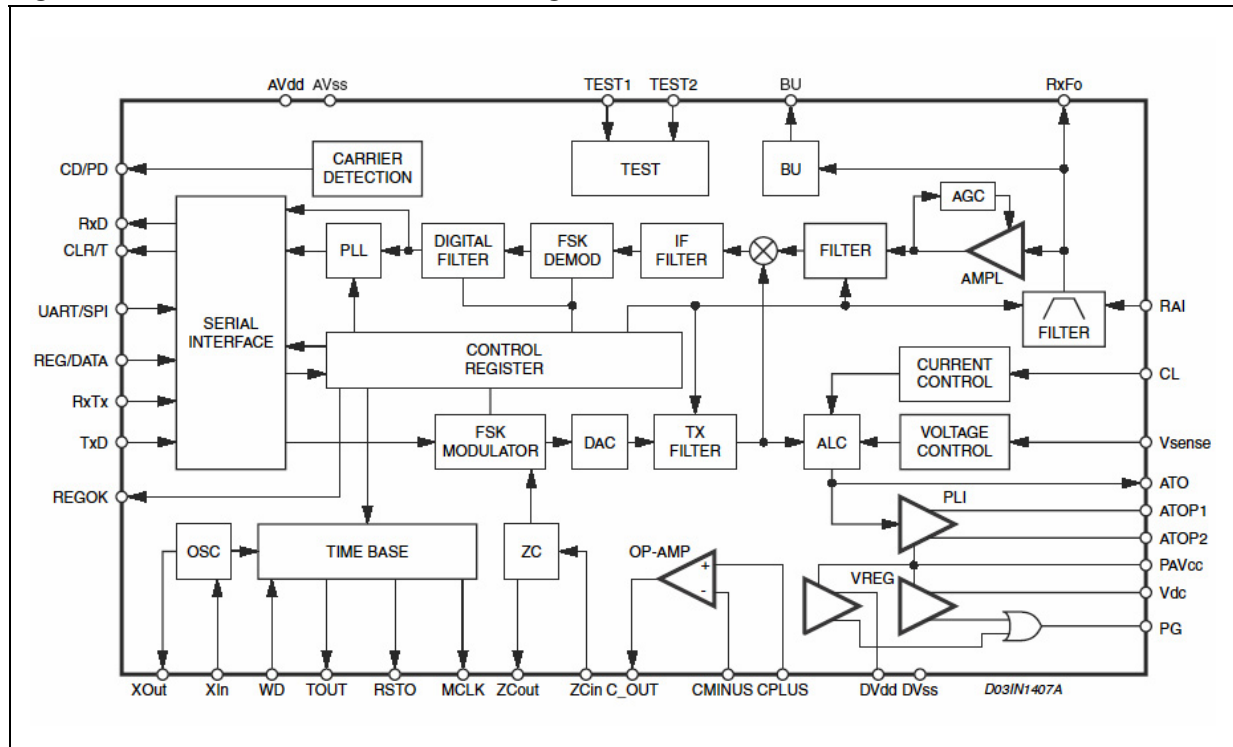 AVdd AVss TEST1 TEST2 BU RxFo
CD/PD
CARRIER
DETECTION
TEST
BU
AGC
RxD
CLR/T
PLL
DIGITAL
FILTER
FSK
DEMOD
IF
FILTER
FILTER
AMPL
UART/SPI
SERIAL
INTERFACE
FILTER
RAI
REG/DATA
CONTROL
REGISTER
CURRENT
CONTROL
CL
RxTx
TxD
FSK
MODULATOR
DAC
TX
FILTER
ALC
VOLTAGE
CONTROL
Vsense
REGOK
ATO
PLI
ATOP1
ATOP2
OSC
TIME BASE
ZC
OP-AMP
+
-
VREG
PAVcc
Vdc
PG
XOut XIn WD TOUT RSTO MCLK ZCout ZCin C_OUT CMINUS CPLUS DVdd DVss D03IN1407A